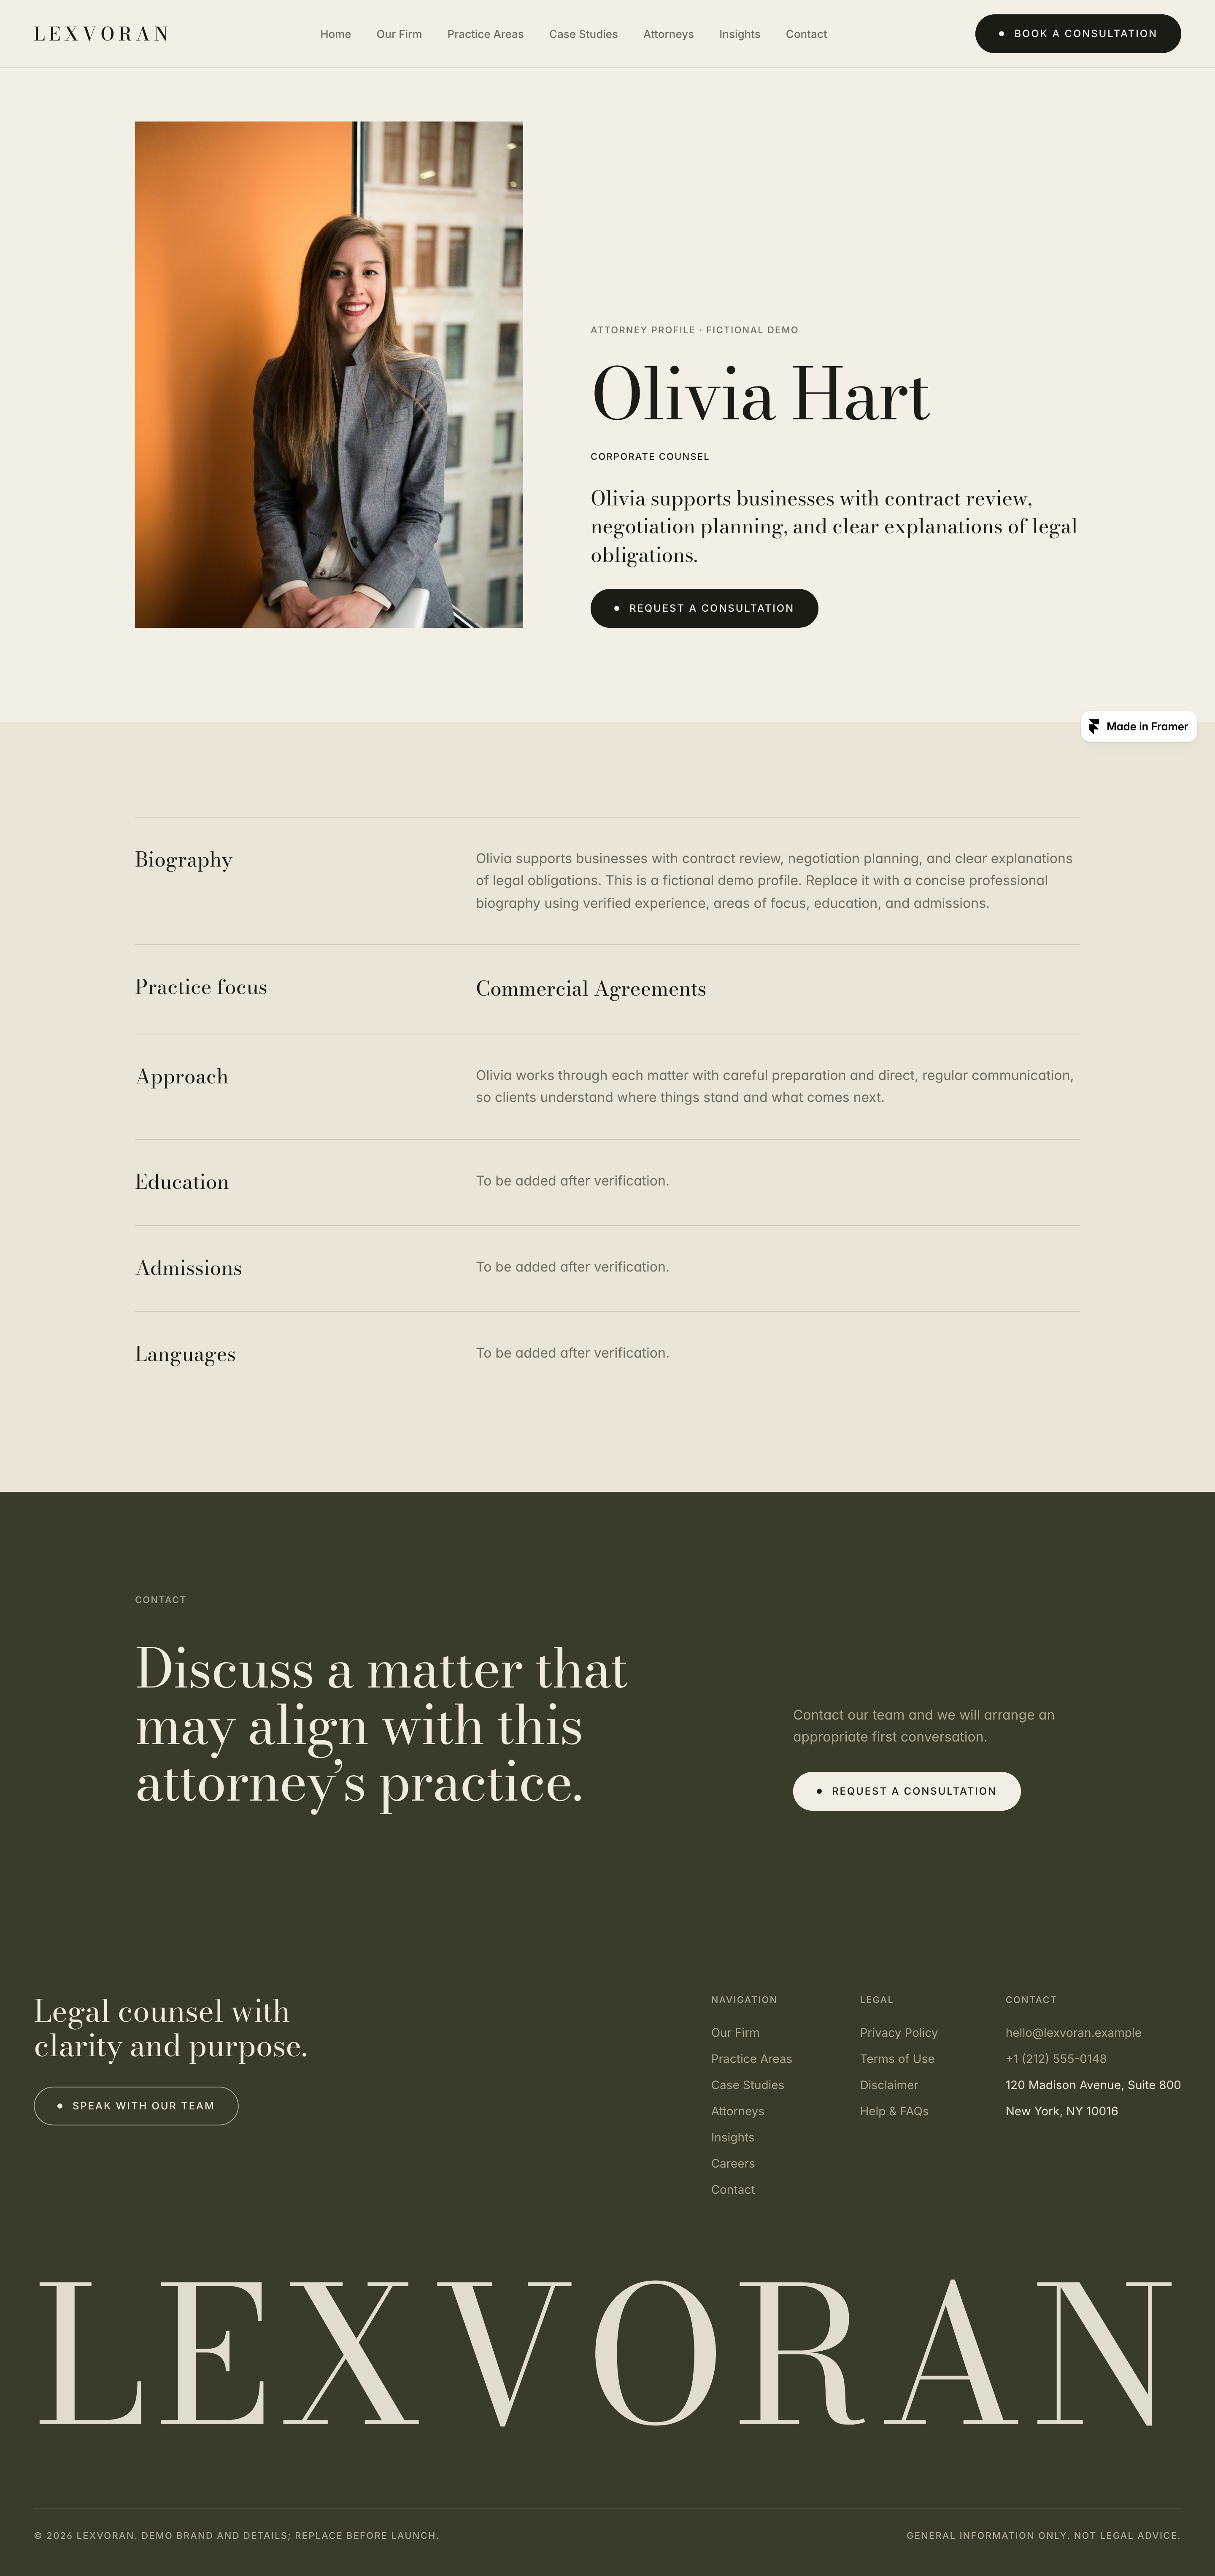 LEXVORAN
Home
Our Firm
Practice Areas
Case Studies
Attorneys
Insights
Contact
BOOK A CONSULTATION
ATTORNEY PROFILE · FICTIONAL DEMO
Olivia Hart
CORPORATE COUNSEL
Olivia supports businesses with contract review,
negotiation planning, and clear explanations of legal
obligations.
REQUEST A CONSULTATION
Made in Framer
Biography
Olivia supports businesses with contract review, negotiation planning, and clear explanations
of legal obligations. This is a fictional demo profile. Replace it with a concise professional
biography using verified experience, areas of focus, education, and admissions.
Practice focus
Commercial Agreements
Approach
Olivia works through each matter with careful preparation and direct, regular communication,
so clients understand where things stand and what comes next.
Education
To be added after verification.
Admissions
To be added after verification.
Languages
To be added after verification.
CONTACT
Discuss a matter that
may align with this
attorney’s practice.
Contact our team and we will arrange an
appropriate first conversation.
REQUEST A CONSULTATION
Legal counsel with
clarity and purpose.
SPEAK WITH OUR TEAM
NAVIGATION
Our Firm
Practice Areas
Case Studies
Attorneys
Insights
Careers
Contact
LEGAL
Privacy Policy
Terms of Use
Disclaimer
Help & FAQs
CONTACT
hello@lexvoran.example
+1 (212) 555-0148
120 Madison Avenue, Suite 800
New York, NY 10016
LEXVORAN
© 2026 LEXVORAN. DEMO BRAND AND DETAILS; REPLACE BEFORE LAUNCH.
GENERAL INFORMATION ONLY. NOT LEGAL ADVICE.